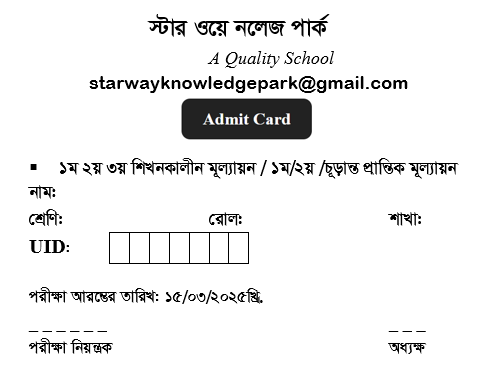 স্টার ওয়ে নলেজ পার্ক
A Quality School
starwayknowledgepark@gmail.com
Admit Card
▪ ১ম ২য় ৩য় শিখনকালীন মূল্যায়ন / ১ম/২য় /চূড়ান্ত প্রান্তিক মূল্যায়ন
নাম:
শ্রেণি: রোল: শাখা:
UID:
পরীক্ষা আরম্ভের তারিখ: ১৫/০৩/২০২৫খ্রি.
_ _ _ _ _ _ _ _ _
পরীক্ষা নিয়ন্ত্রক অধ্যক্ষ